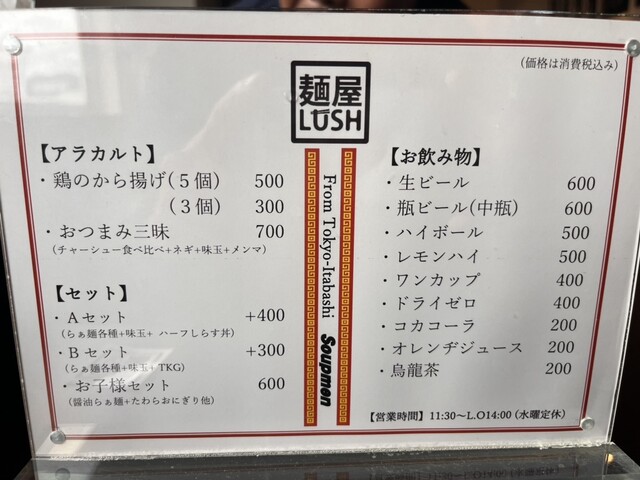 (価格は消費税込み)
麺屋
LUSH
From Tokyo-Itabashi Soupmen
【アラカルト】
・鶏のから揚げ(５個) 500
(３個) 300
・おつまみ三昧 700
(チャーシュー食べ比べ+ネギ+味玉+メンマ)
【セット】
・Aセット +400
(らぁ麺各種+味玉+ ハーフしらす丼)
・Bセット +300
(らぁ麺各種+味玉+ TKG)
・お子様セット 600
(醤油らぁ麺+たわらおにぎり他)
【お飲み物】
・生ビール 600
・瓶ビール(中瓶) 600
・ハイボール 500
・レモンハイ 500
・ワンカップ 400
・ドライゼロ 400
・コカコーラ 200
・オレンヂジュース 200
・烏龍茶 200
【営業時間】11:30～L.O14:00 (水曜定休)